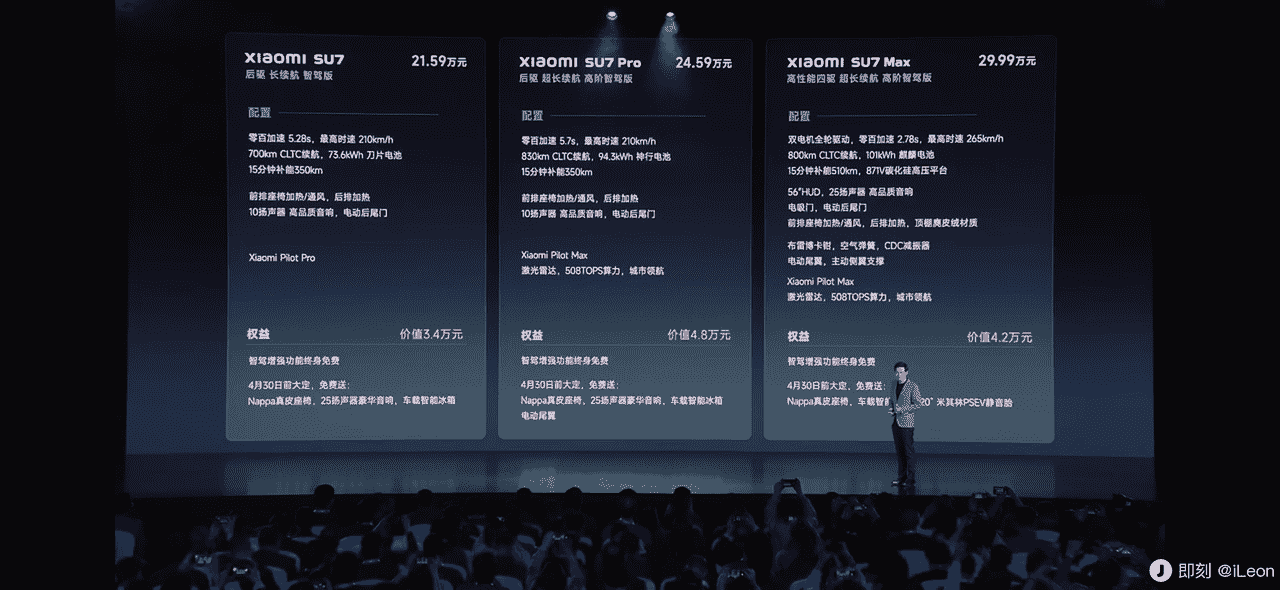 xiaomi SU7
21.59万元
后驱 长续航 智驾版
配置
零百加速 5.28s，最高时速 210km/h
700km CLTC续航，73.6kWh 刀片电池
15分钟补能350km
前排座椅加热/通风，后排加热
10扬声器 高品质音响，电动后尾门
Xiaomi Pilot Pro
权益
价值3.4万元
智驾增强功能终身免费
4月30日前大定，免费送：
Nappa真皮座椅，25扬声器豪华音响，车载智能冰箱
xiaomi SU7 Pro
24.59万元
后驱 超长续航 高阶智驾版
配置
零百加速 5.7s，最高时速 210km/h
830km CLTC续航，94.3kWh 神行电池
15分钟补能350km
前排座椅加热/通风，后排加热
10扬声器 高品质音响，电动后尾门
Xiaomi Pilot Max
激光雷达，508TOPS算力，城市领航
权益
价值4.8万元
智驾增强功能终身免费
4月30日前大定，免费送：
Nappa真皮座椅，25扬声器豪华音响，车载智能冰箱
电动尾翼
xiaomi SU7 Max
29.99万元
高性能四驱 超长续航 高阶智驾版
配置
双电机全轮驱动，零百加速 2.78s，最高时速 265km/h
800km CLTC续航，101kWh 麒麟电池
15分钟补能510km，871V碳化硅高压平台
56"HUD，25扬声器 高品质音响
电吸门，电动后尾门
前排座椅加热/通风，后排加热，顶棚麂皮绒材质
布雷博卡钳，空气弹簧，CDC减振器
电动尾翼，主动侧翼支撑
Xiaomi Pilot Max
激光雷达，508TOPS算力，城市领航
权益
价值4.2万元
智驾增强功能终身免费
4月30日前大定，免费送：
Nappa真皮座椅，车载智 20" 米其林PSEV静音胎
即刻 @iLeon